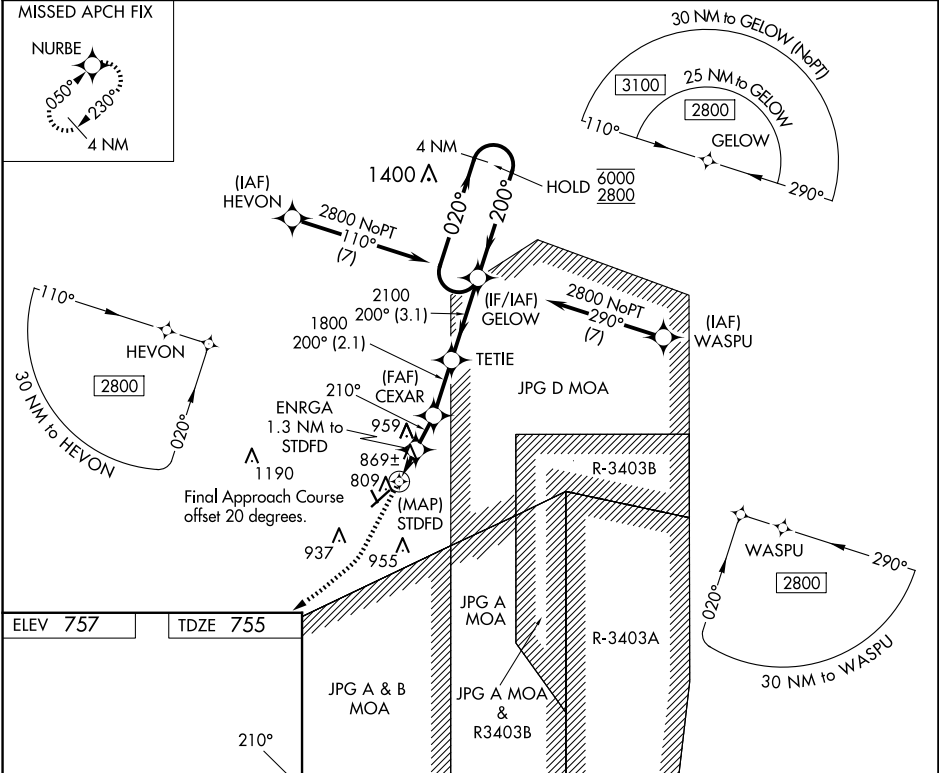 MISSED APCH FIX
NURBE
050°
230°
4 NM
30 NM to GELOW (NoPT)
3100
25 NM to GELOW
2800
110°
GELOW
290°
4 NM
1400
HOLD
6000
2800
020°
200°
(IAF)
HEVON
2800 NoPT
110°
(7)
2100
200° (3.1)
(IF/IAF)
GELOW
2800 NoPT
290°
(7)
(IAF)
WASPU
1800
200° (2.1)
TETIE
JPG D MOA
110°
HEVON
2800
020°
30 NM to HEVON
(FAF)
CEXAR
210°
ENRGA
1.3 NM to
STDFD
959
869±
809
1190
Final Approach Course
offset 20 degrees.
(MAP)
STDFD
937
955
R-3403B
WASPU
290°
2800
020°
30 NM to WASPU
JPG A
MOA
R-3403A
JPG A & B
MOA
JPG A MOA
&
R3403B
ELEV 757
TDZE 755
210°